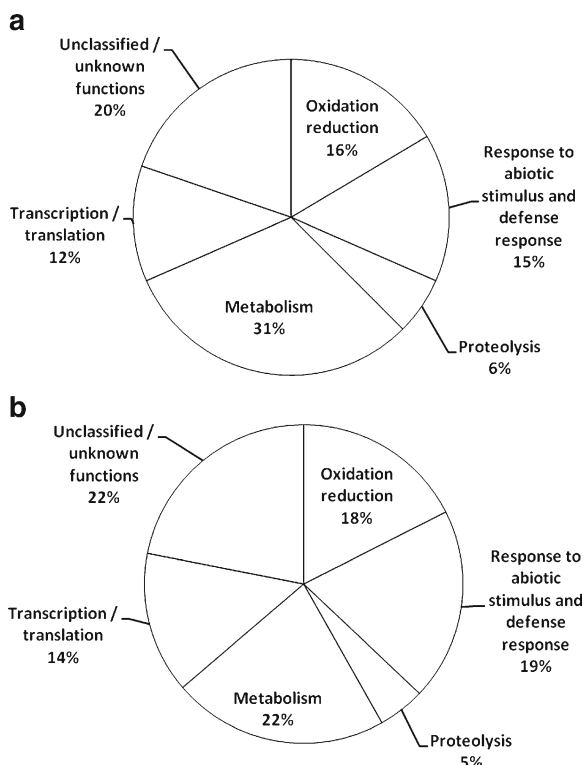 a
Unclassified /
unknown
functions
20%
Oxidation
reduction
16%
Response to
abiotic
stimulus and
defense
response
15%
Transcription /
translation
12%
Metabolism
31%
Proteolysis
6%
b
Unclassified /
unknown
functions
22%
Oxidation
reduction
18%
Response to
abiotic
stimulus and
defense
response
19%
Transcription /
translation
14%
Metabolism
22%
Proteolysis
5%